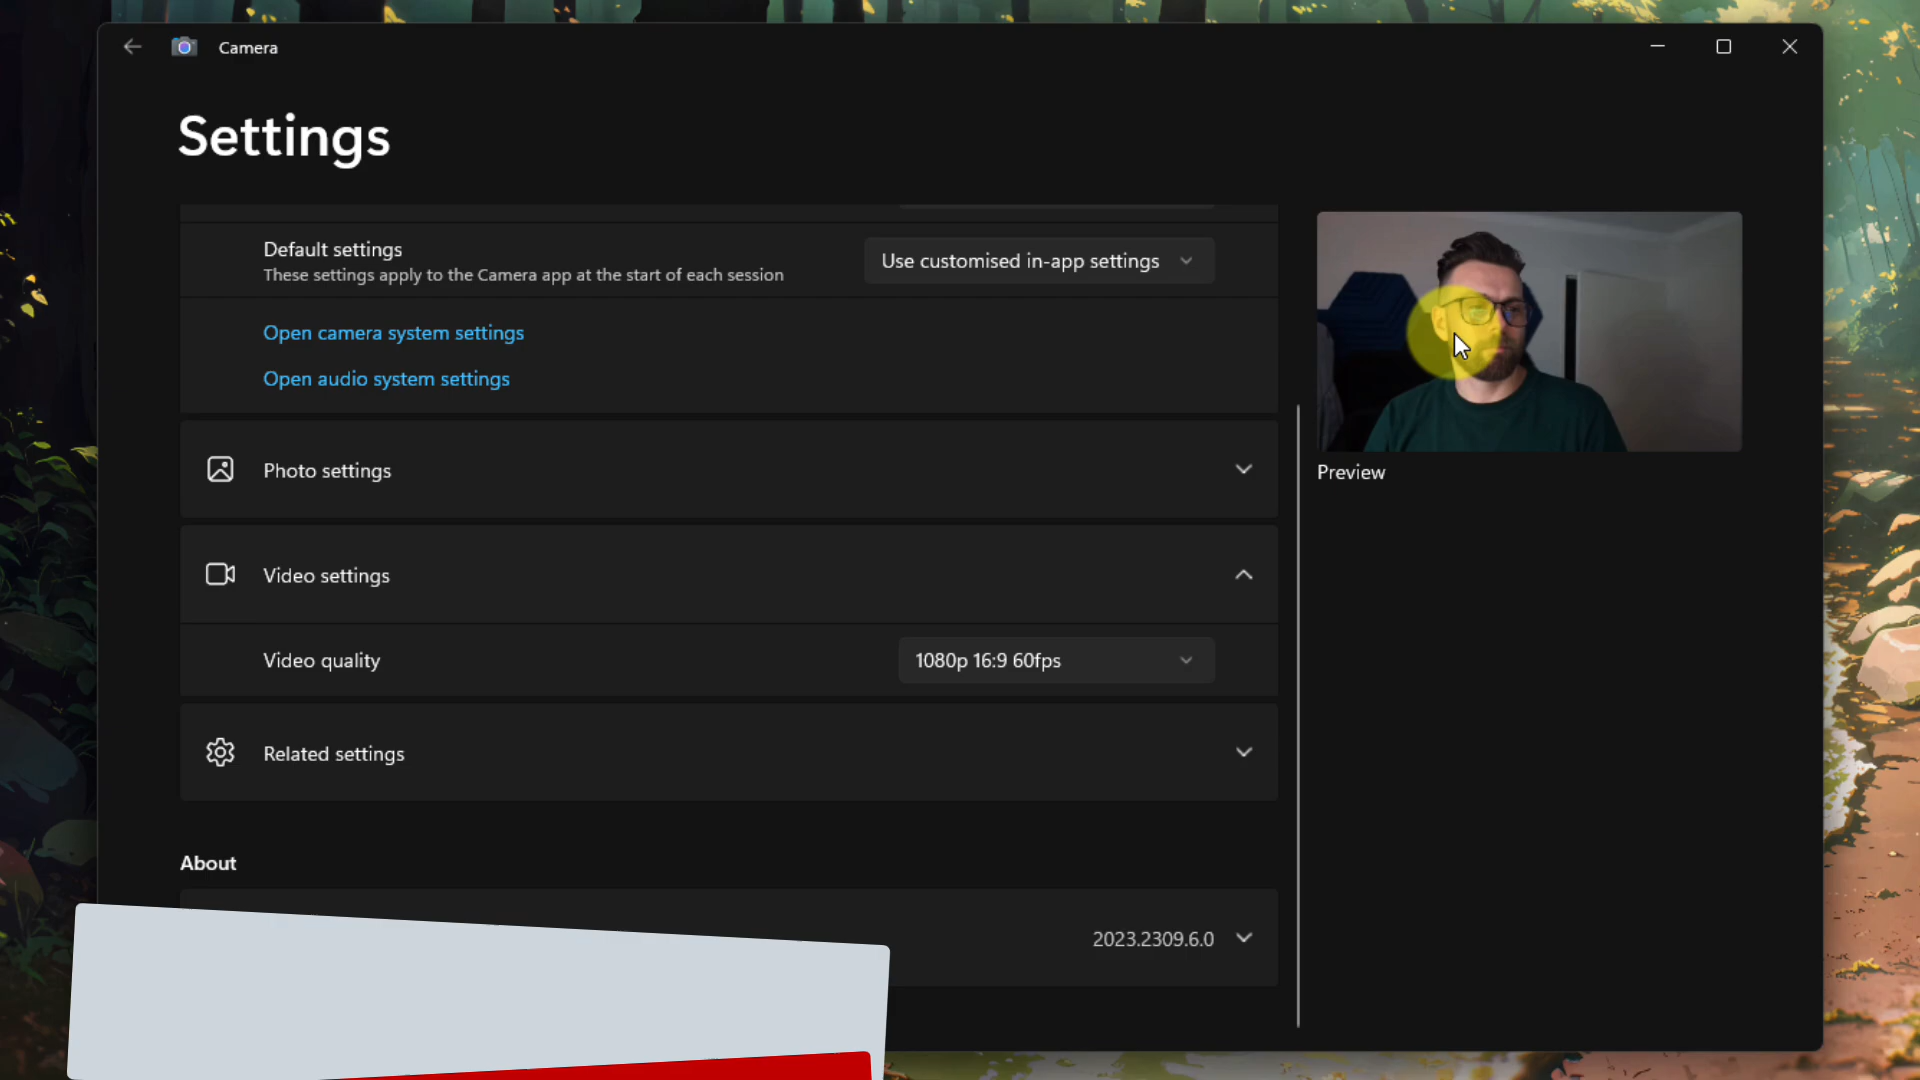 Camera
Settings
Default settings
These settings apply to the Camera app at the start of each session
Use customised in-app settings
Open camera system settings
Open audio system settings
Photo settings
Preview
Video settings
Video quality
1080p 16:9 60fps
Related settings
About
2023.2309.6.0